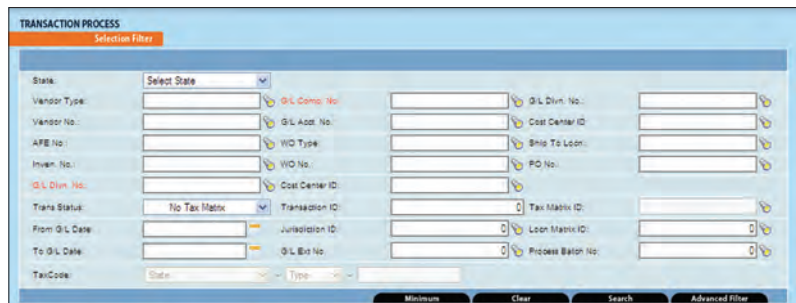 TRANSACTION PROCESS
Selection Filter
State: Select State
Vendor Type: G/L Comp. No: G/L Divn. No.:
Vendor No.: G/L Acct. No.: Cost Center ID:
AFE No.: WO Type: Ship To Locn.:
Inven. No.: WO No.: PO No.:
G/L Divn. No.: Cost Center ID:
Trans Status: No Tax Matrix Transaction ID: 0 Tax Matrix ID:
From G/L Date: Jurisdiction ID: 0 Locn Matrix ID: 0
To G/L Date: G/L Ext No. 0 Process Batch No: 0
TaxCode: State - Type - 
Minimum Clear Search Advanced Filter